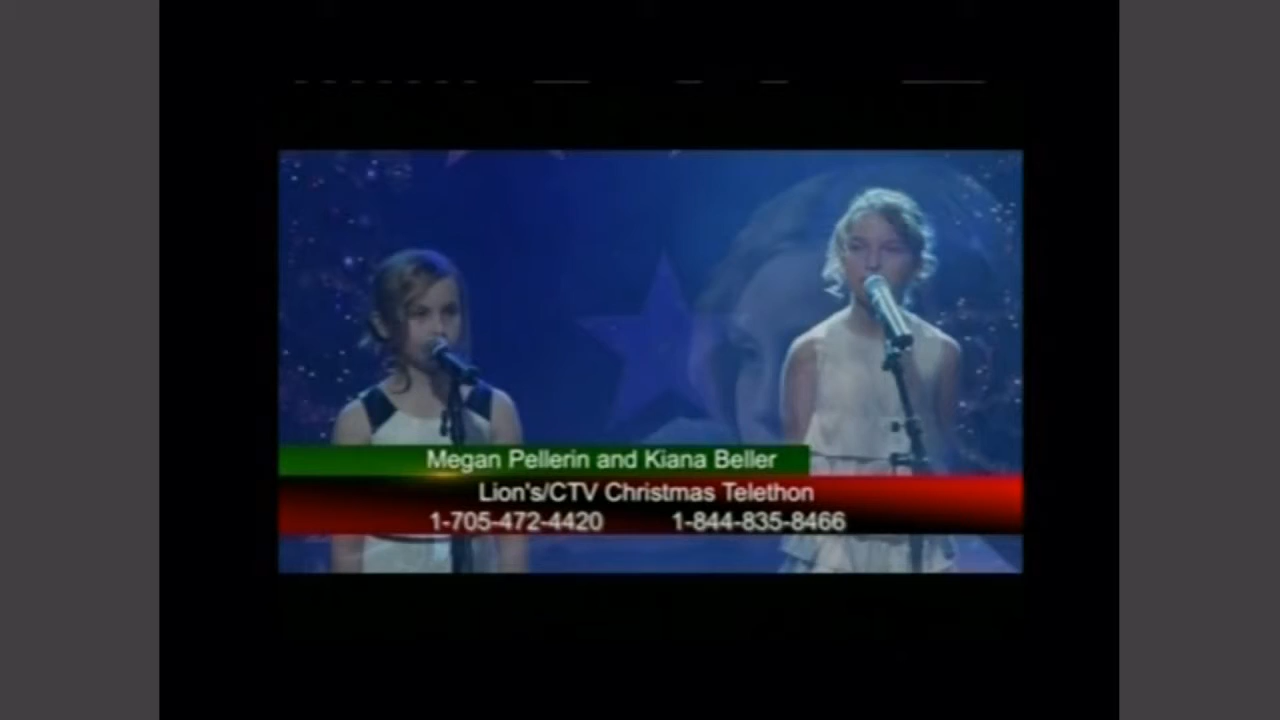 Megan Pellerin and Kiana Beller
Lion's/CTV Christmas Telethon
1-705-472-4420 1-844-835-8466